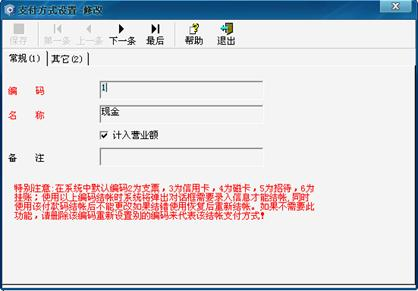 支付方式设置-修改
保存 第一条 上一条 下一条 最后 帮助 退出
常规(1) 其它(2)
编 码 1
名 称 现金
计入营业额
备 注
特别注意:在系统中默认编码2为支票，3为信用卡，4为磁卡，5为招待，6为
挂账；使用以上编码结帐时系统将弹出对话框需要录入信息才能结帐,同时
使用该付款码结帐后不能更改如果结错使用恢复后重新结帐。如果不需要此
功能，请删除该编码重新设置别的编码来代表该结帐支付方式！